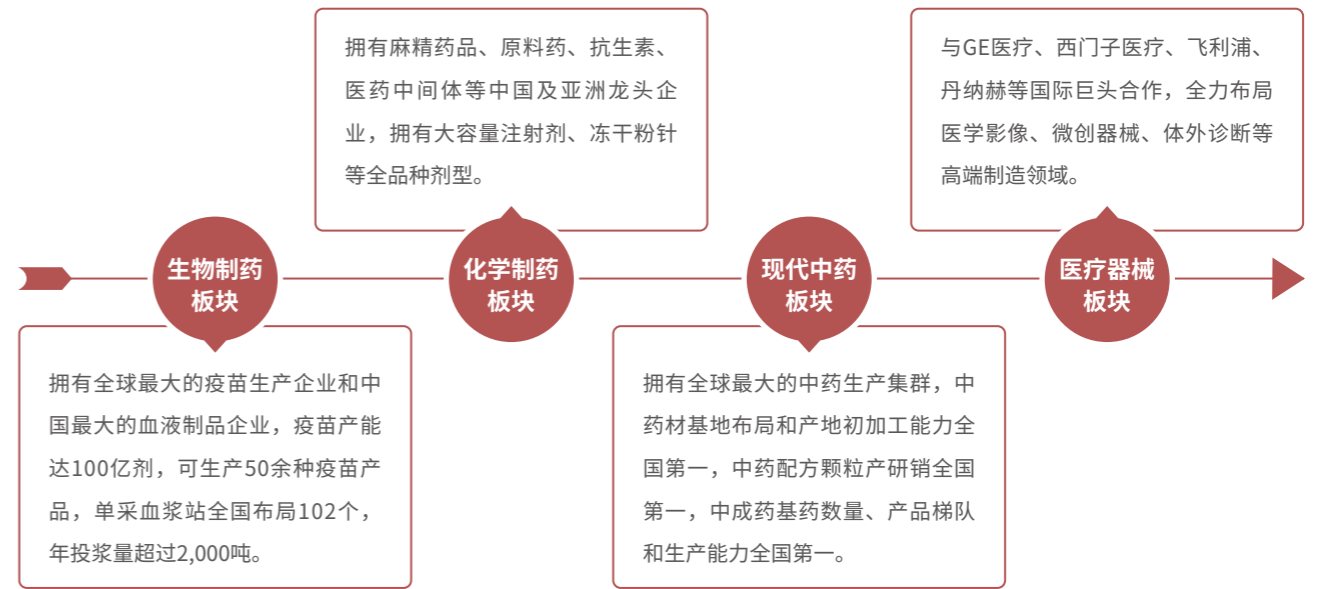 拥有麻精药品、原料药、抗生素、
医药中间体等中国及亚洲龙头企
业，拥有大容量注射剂、冻干粉针
等全品种剂型。
与GE医疗、西门子医疗、飞利浦、
丹纳赫等国际巨头合作，全力布局
医学影像、微创器械、体外诊断等
高端制造领域。
生物制药
板块
化学制药
板块
现代中药
板块
医疗器械
板块
拥有全球最大的疫苗生产企业和中
国最大的血液制品企业，疫苗产能
达100亿剂，可生产50余种疫苗产
品，单采血浆站全国布局102个，
年投浆量超过2,000吨。
拥有全球最大的中药生产集群，中
药材基地布局和产地初加工能力全
国第一，中药配方颗粒产研销全国
第一，中成药基药数量、产品梯队
和生产能力全国第一。